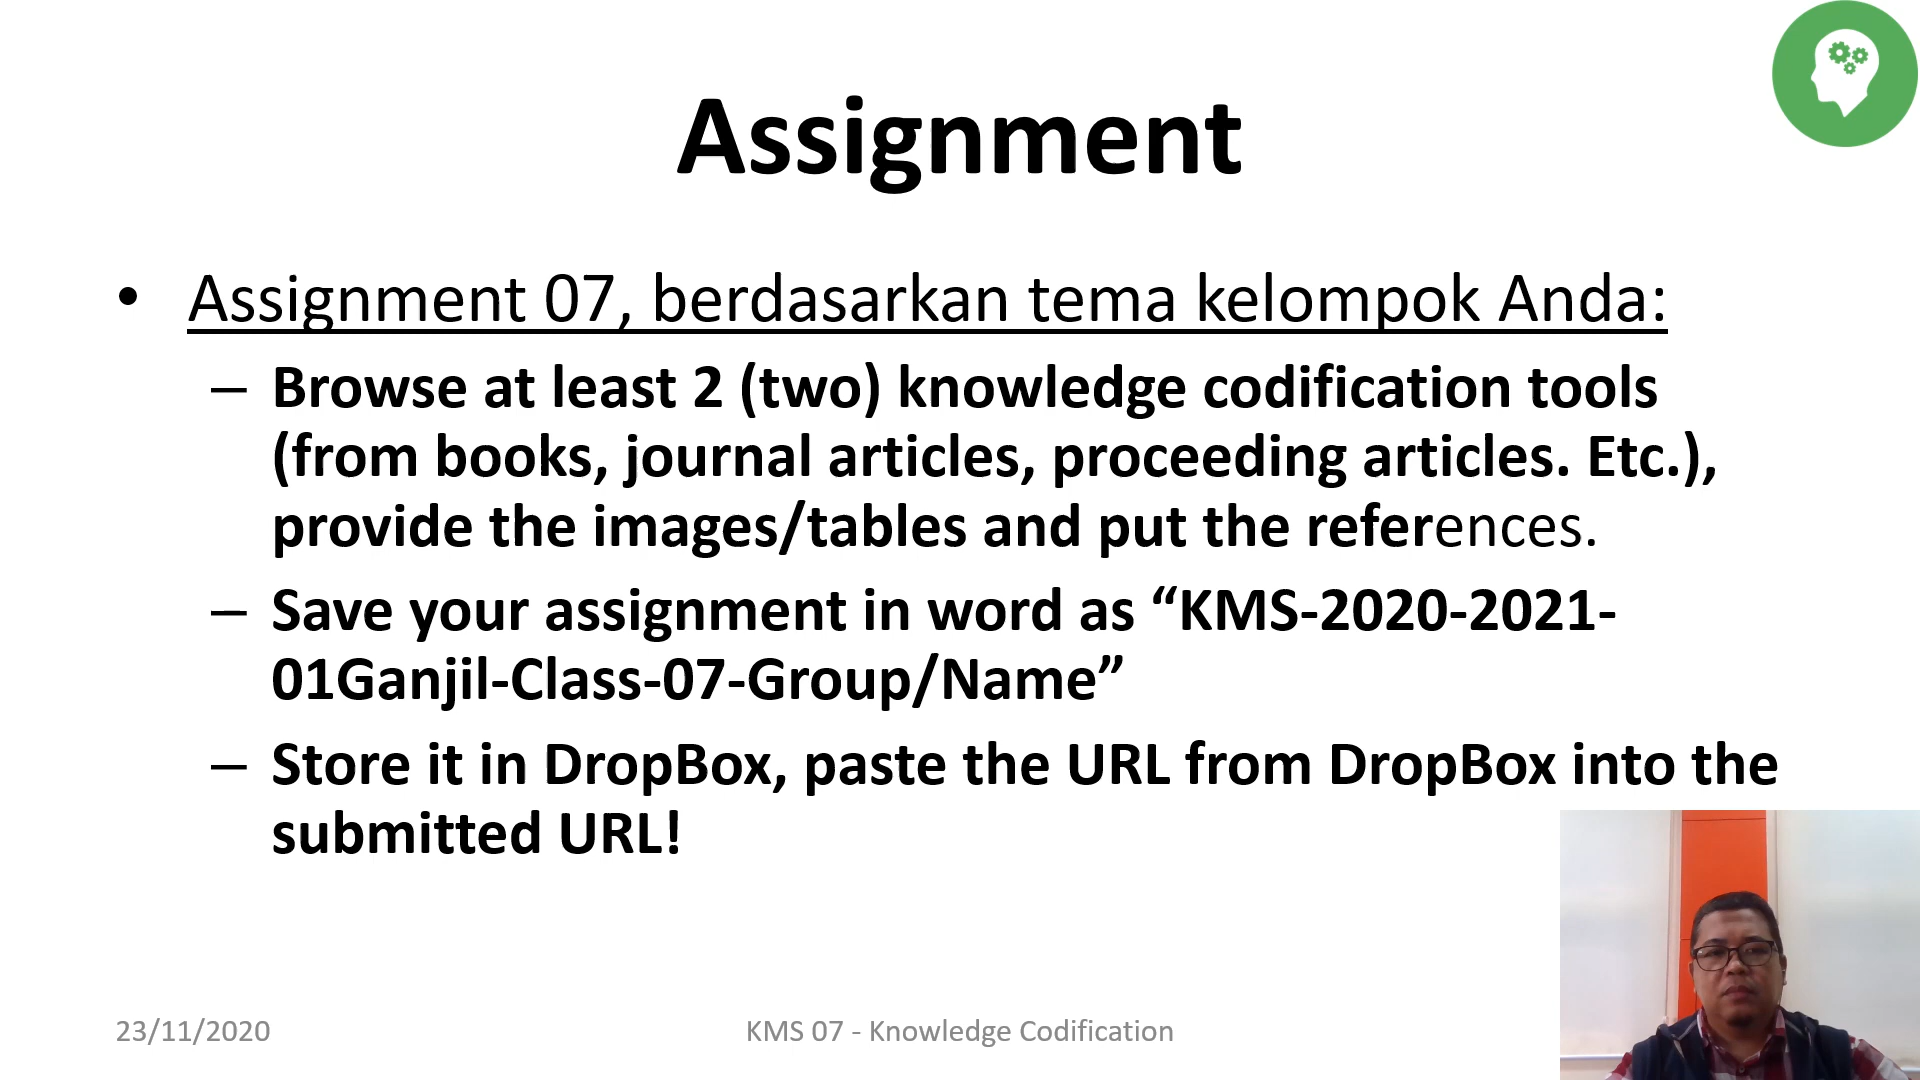 Assignment
• Assignment 07, berdasarkan tema kelompok Anda:
– Browse at least 2 (two) knowledge codification tools
(from books, journal articles, proceeding articles. Etc.),
provide the images/tables and put the references.
– Save your assignment in word as “KMS-2020-2021-
01Ganjil-Class-07-Group/Name”
– Store it in DropBox, paste the URL from DropBox into the
submitted URL!
23/11/2020
KMS 07 - Knowledge Codification